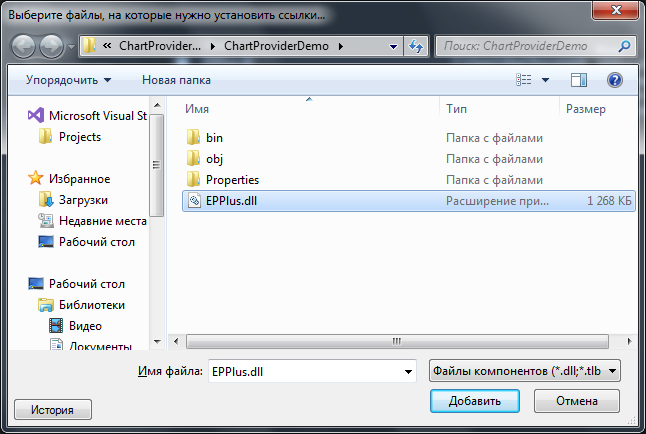 Выберите файлы, на которые нужно установить ссылки...
« ChartProvider... ChartProviderDemo
Поиск: ChartProviderDemo
Упорядочить Новая папка
Microsoft Visual St
Projects
Избранное
Загрузки
Недавние места
Рабочий стол
Рабочий стол
Библиотеки
Видео
Документы
Имя Тип Размер
bin Папка с файлами
obj Папка с файлами
Properties Папка с файлами
EPPlus.dll Расширение при... 1 268 КБ
Имя файла: EPPlus.dll Файлы компонентов (*.dll;*.tlb
Добавить Отмена
История